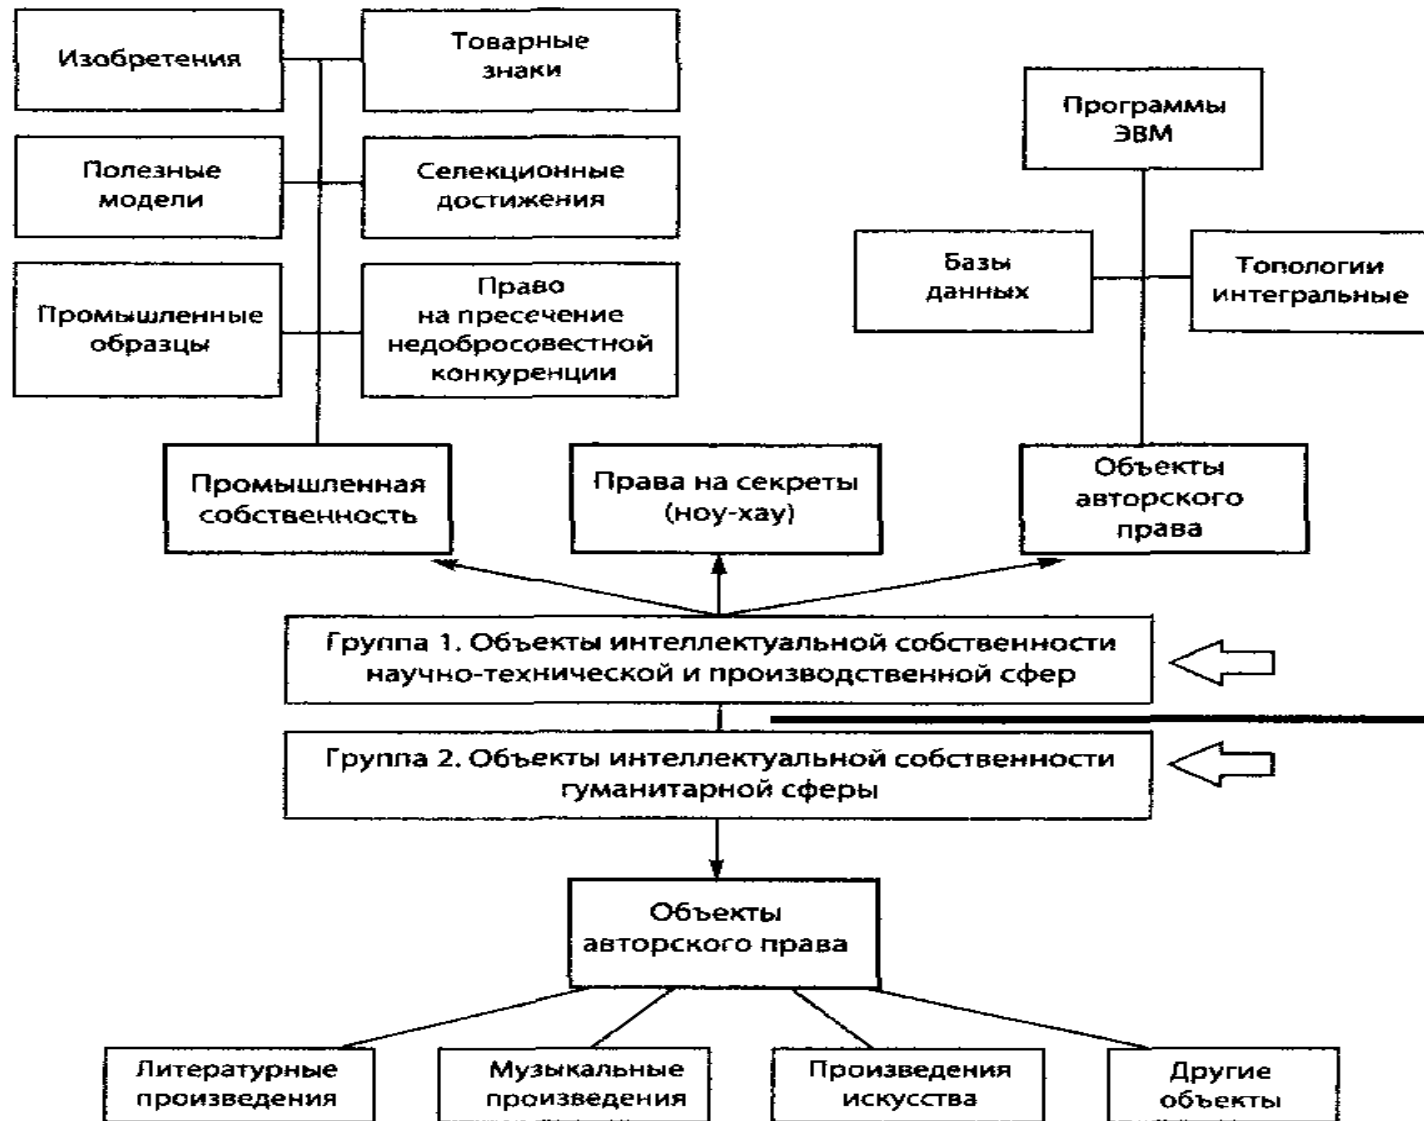 Изобретения
Товарные
знаки
Программы
ЭВМ
Полезные
модели
Селекционные
достижения
Базы
данных
Топологии
интегральные
Промышленные
образцы
Право
на пресечение
недобросовестной
конкуренции
Промышленная
собственность
Права на секреты
(ноу-хау)
Объекты
авторского
права
Группа 1. Объекты интеллектуальной собственности
научно-технической и производственной сфер
Группа 2. Объекты интеллектуальной собственности
гуманитарной сферы
Объекты
авторского права
Литературные
произведения
Музыкальные
произведения
Произведения
искусства
Другие
объекты